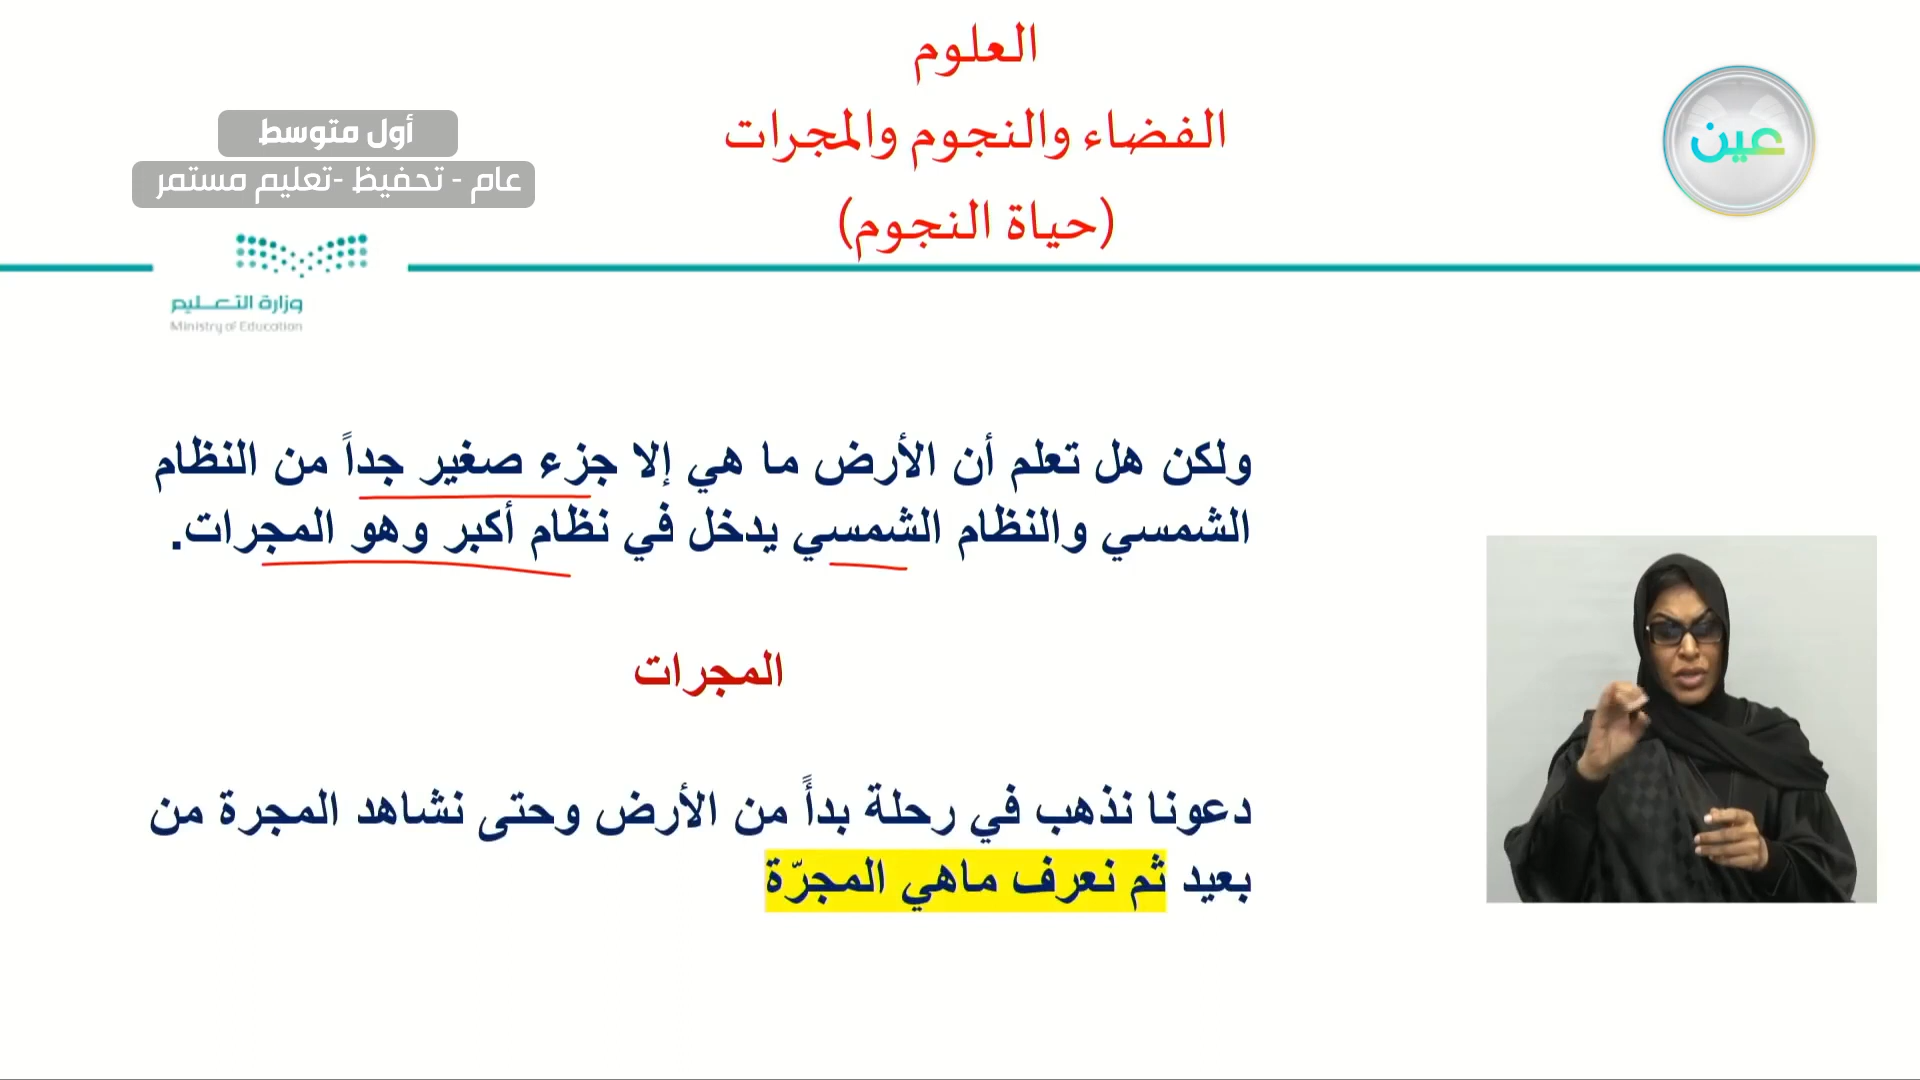 العلوم
الفضاء والنجوم والمجرات
(حياة النجوم)
عين
أول متوسط
عام - تحفيظ -تعليم مستمر
وزارة التعليم
Ministry of Education
ولكن هل تعلم أن الأرض ما هي إلا جزء صغير جداً من النظام
الشمسي والنظام الشمسي يدخل في نظام أكبر وهو المجرات.
المجرات
دعونا نذهب في رحلة بدأً من الأرض وحتى نشاهد المجرة من
بعيد ثم نعرف ماهي المجرّة